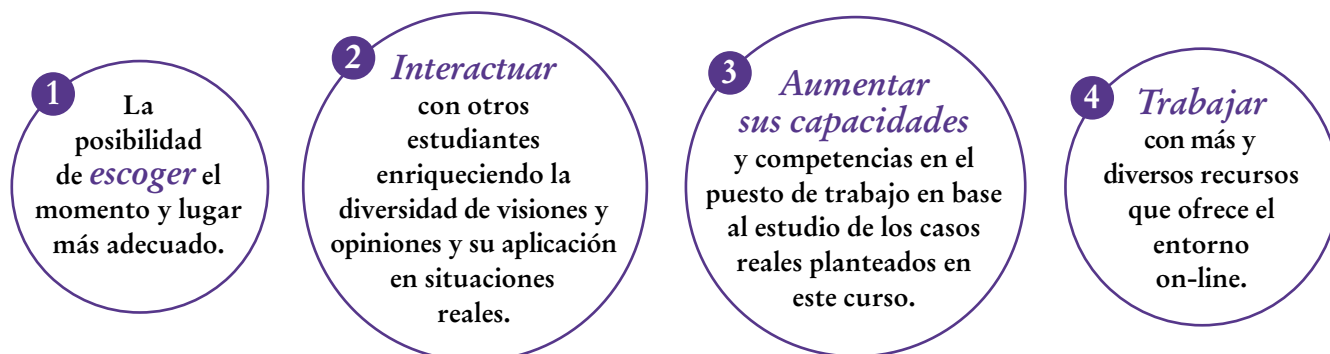 1
La
posibilidad
de escoger el
momento y lugar
más adecuado.
2
Interactuar
con otros
estudiantes
enriqueciendo la
diversidad de visiones y
opiniones y su aplicación
en situaciones
reales.
3
Aumentar
sus capacidades
y competencias en el
puesto de trabajo en base
al estudio de los casos
reales planteados en
este curso.
4
Trabajar
con más y
diversos recursos
que ofrece el
entorno
on-line.